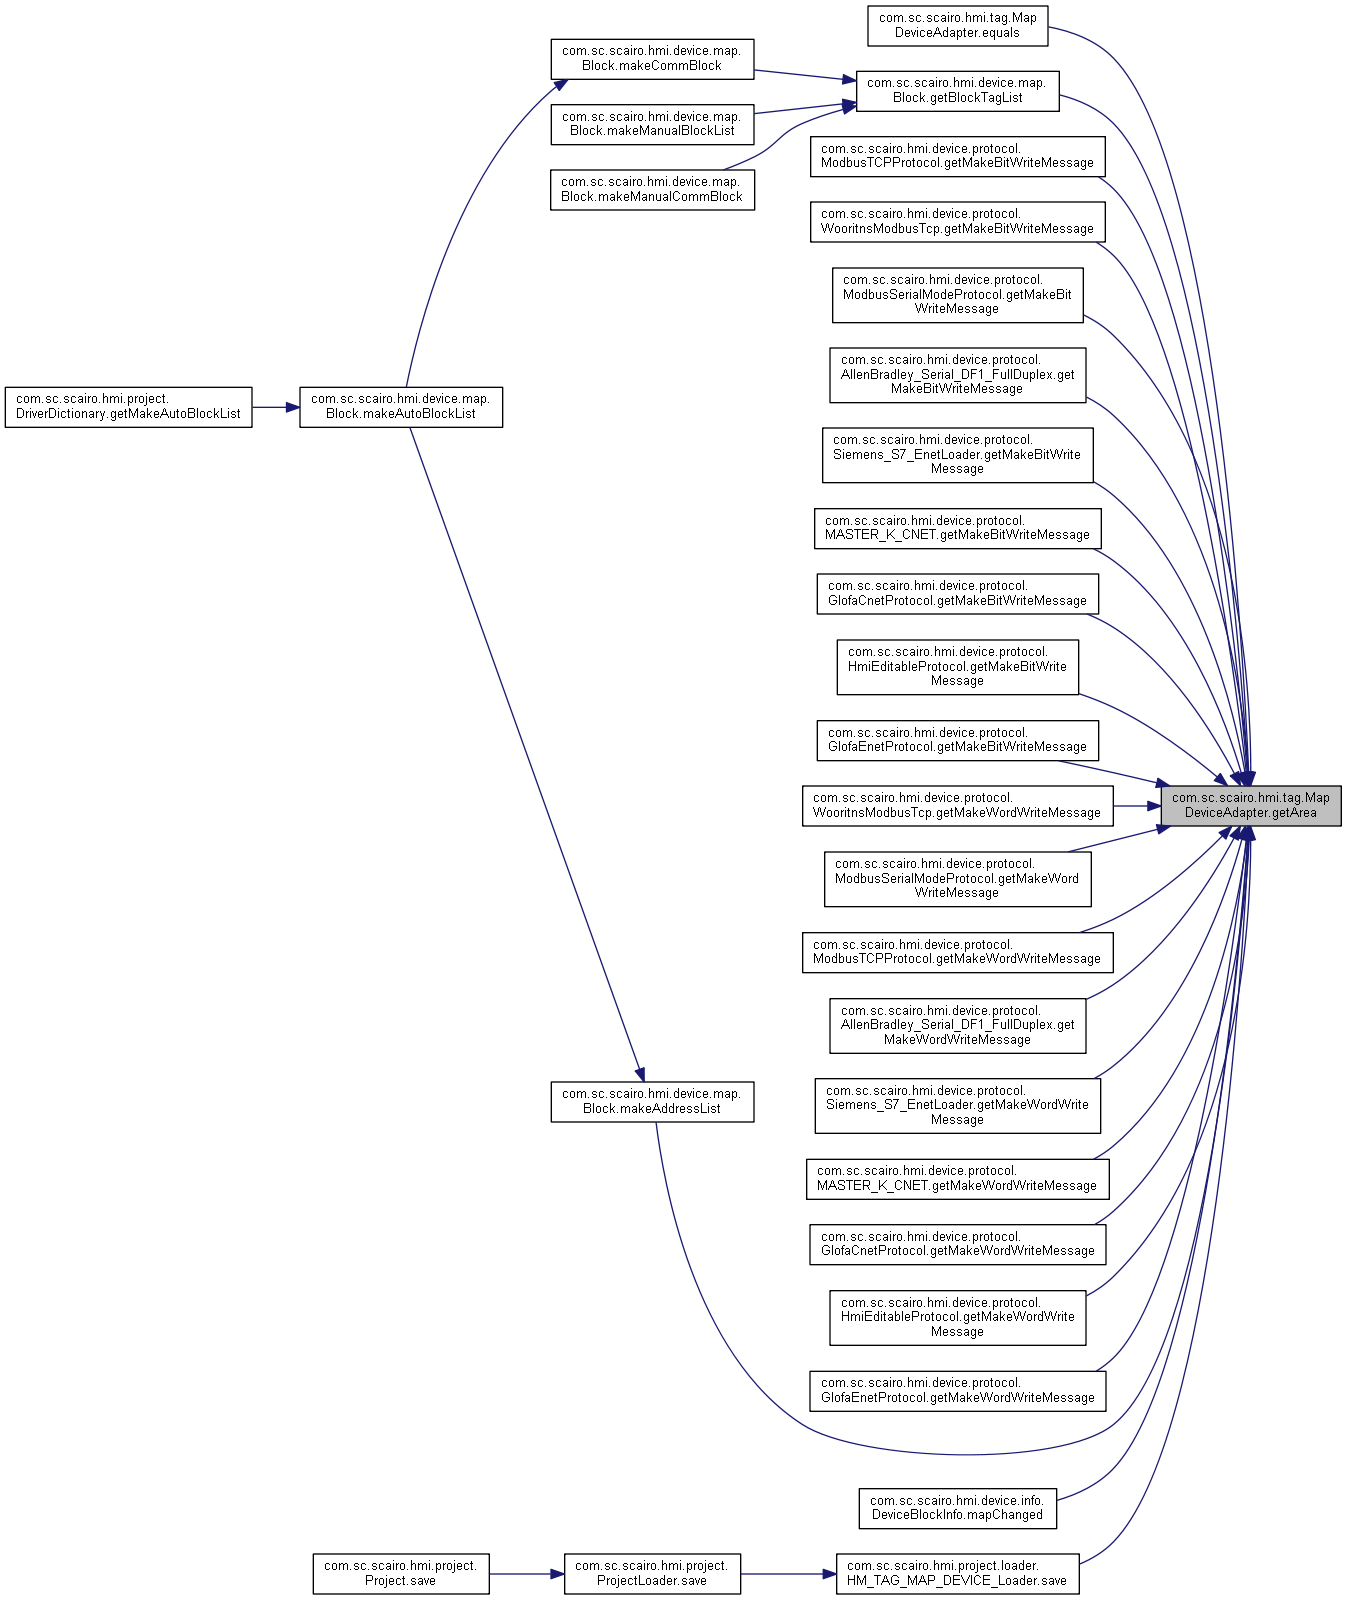 com.sc.scairo.hmi.tag.Map
DeviceAdapter.equals
com.sc.scairo.hmi.device.map.
Block.makeCommBlock
com.sc.scairo.hmi.device.map.
Block.getBlockTagList
com.sc.scairo.hmi.device.map.
Block.makeManualBlockList
com.sc.scairo.hmi.device.protocol.
ModbusTCPProtocol.getMakeBitWriteMessage
com.sc.scairo.hmi.device.map.
Block.makeManualCommBlock
com.sc.scairo.hmi.device.protocol.
WooritnsModbusTcp.getMakeBitWriteMessage
com.sc.scairo.hmi.device.protocol.
ModbusSerialModeProtocol.getMakeBit
WriteMessage
com.sc.scairo.hmi.device.protocol.
AllenBradley_Serial_DF1_FullDuplex.get
MakeBitWriteMessage
com.sc.scairo.hmi.project.
DriverDictionary.getMakeAutoBlockList
com.sc.scairo.hmi.device.map.
Block.makeAutoBlockList
com.sc.scairo.hmi.device.protocol.
Siemens_S7_EnetLoader.getMakeBitWrite
Message
com.sc.scairo.hmi.device.protocol.
MASTER_K_CNET.getMakeBitWriteMessage
com.sc.scairo.hmi.device.protocol.
GlofaCnetProtocol.getMakeBitWriteMessage
com.sc.scairo.hmi.device.protocol.
HmiEditableProtocol.getMakeBitWrite
Message
com.sc.scairo.hmi.device.protocol.
GlofaEnetProtocol.getMakeBitWriteMessage
com.sc.scairo.hmi.device.protocol.
WooritnsModbusTcp.getMakeWordWriteMessage
com.sc.scairo.hmi.tag.Map
DeviceAdapter.getArea
com.sc.scairo.hmi.device.protocol.
ModbusSerialModeProtocol.getMakeWord
WriteMessage
com.sc.scairo.hmi.device.protocol.
ModbusTCPProtocol.getMakeWordWriteMessage
com.sc.scairo.hmi.device.protocol.
AllenBradley_Serial_DF1_FullDuplex.get
MakeWordWriteMessage
com.sc.scairo.hmi.device.map.
Block.makeAddressList
com.sc.scairo.hmi.device.protocol.
Siemens_S7_EnetLoader.getMakeWordWrite
Message
com.sc.scairo.hmi.device.protocol.
MASTER_K_CNET.getMakeWordWriteMessage
com.sc.scairo.hmi.device.protocol.
GlofaCnetProtocol.getMakeWordWriteMessage
com.sc.scairo.hmi.device.protocol.
HmiEditableProtocol.getMakeWordWrite
Message
com.sc.scairo.hmi.device.protocol.
GlofaEnetProtocol.getMakeWordWriteMessage
com.sc.scairo.hmi.device.info.
DeviceBlockInfo.mapChanged
com.sc.scairo.hmi.project.
Project.save
com.sc.scairo.hmi.project.
ProjectLoader.save
com.sc.scairo.hmi.project.loader.
HM_TAG_MAP_DEVICE_Loader.save